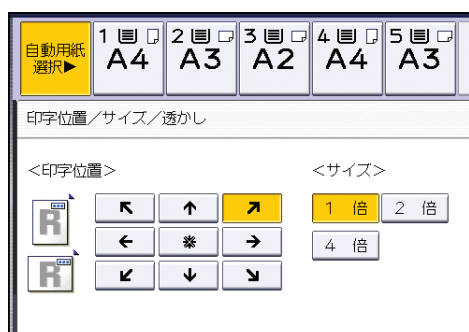 自動用紙
選択▶
1 A4
2 A3
3 A2
4 A4
5 A3
印字位置/サイズ/透かし
<印字位置>
<サイズ>
R
R
↖ ↑ ↗
← ※ →
↙ ↓ ↘
1 倍 2 倍
4 倍